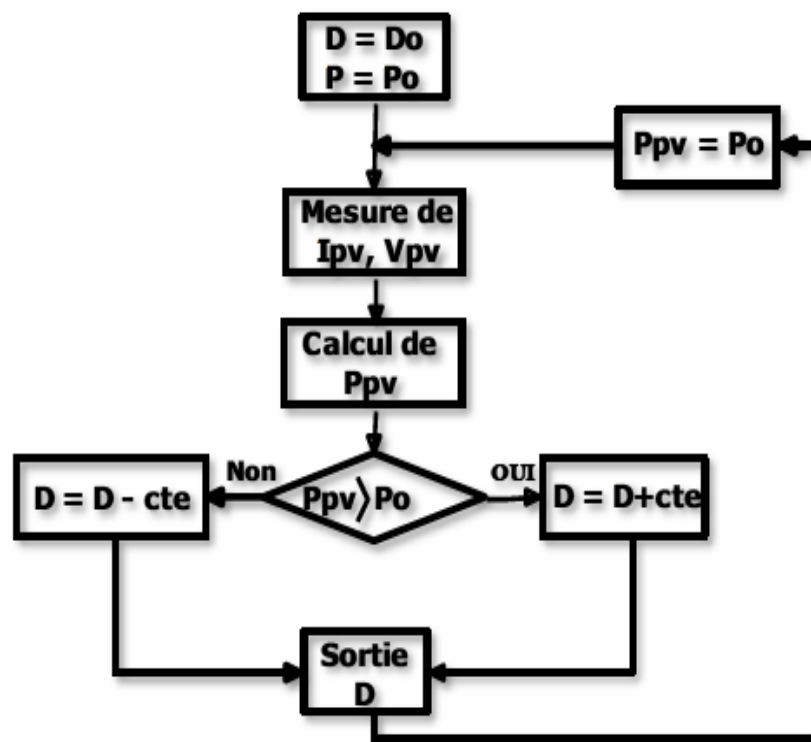 D = Do
P = Po
Ppv = Po
Mesure de
Ipv, Vpv
Calcul de
Ppv
Non
OUI
D = D - cte
Ppv⟩Po
D = D+cte
Sortie
D